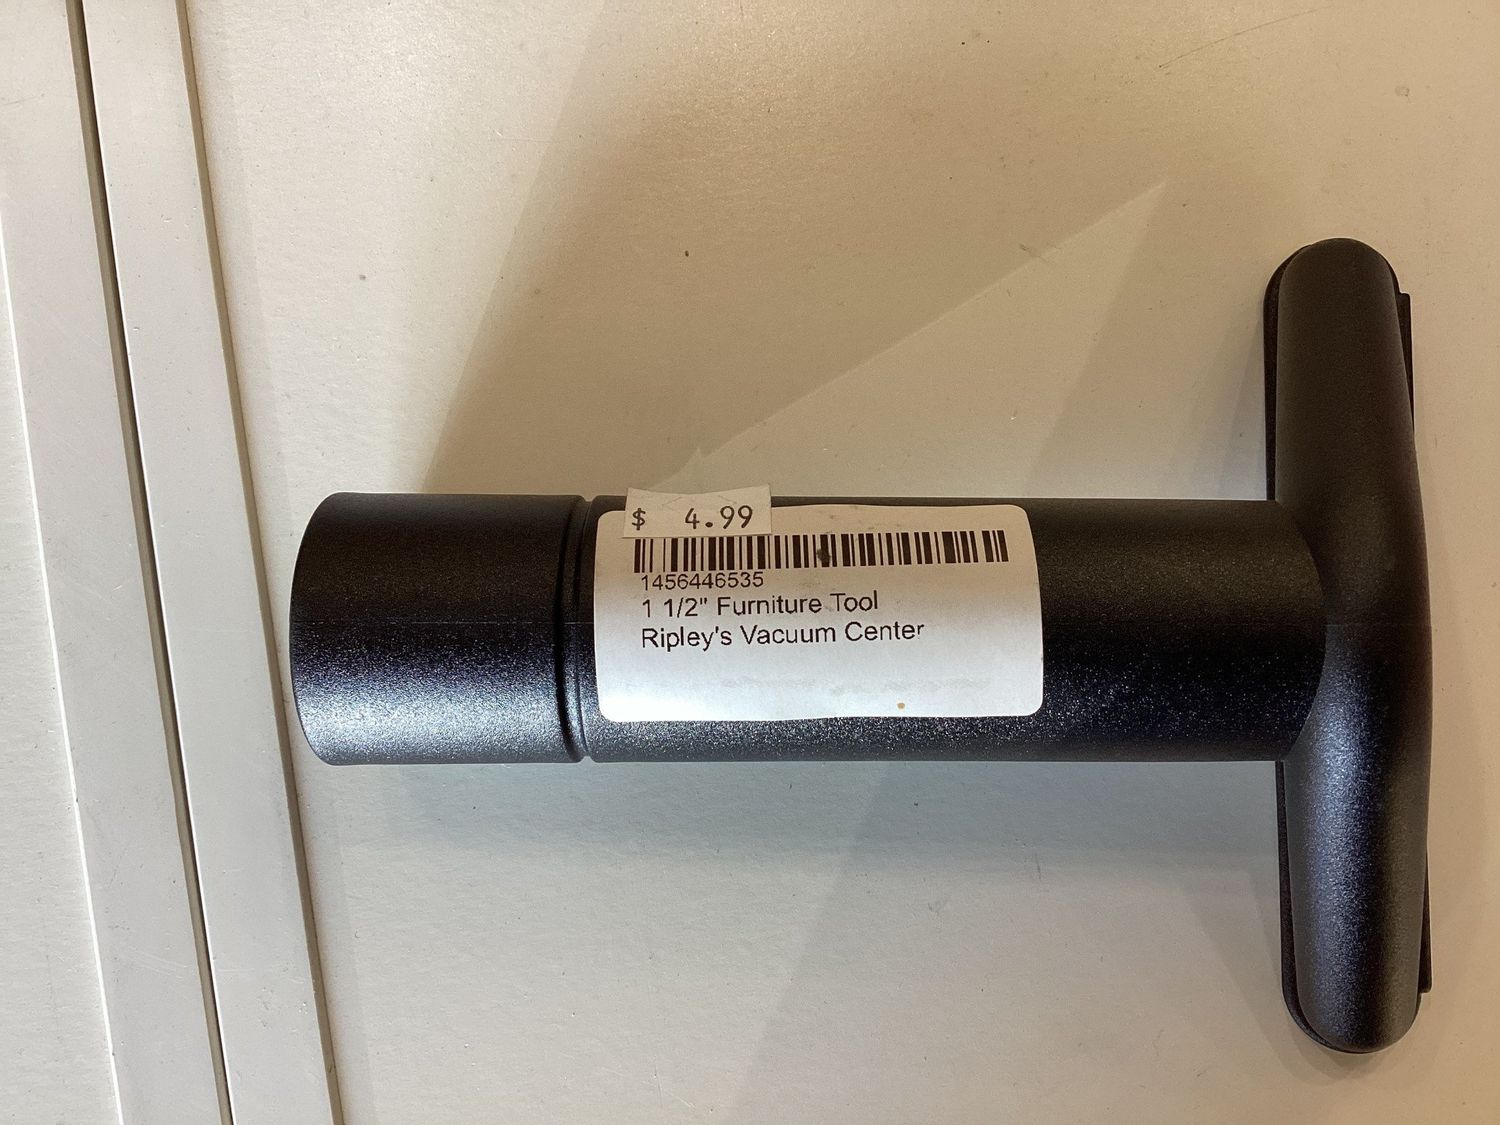 $ 4.99
1456446535
1 1/2" Furniture Tool
Ripley's Vacuum Center